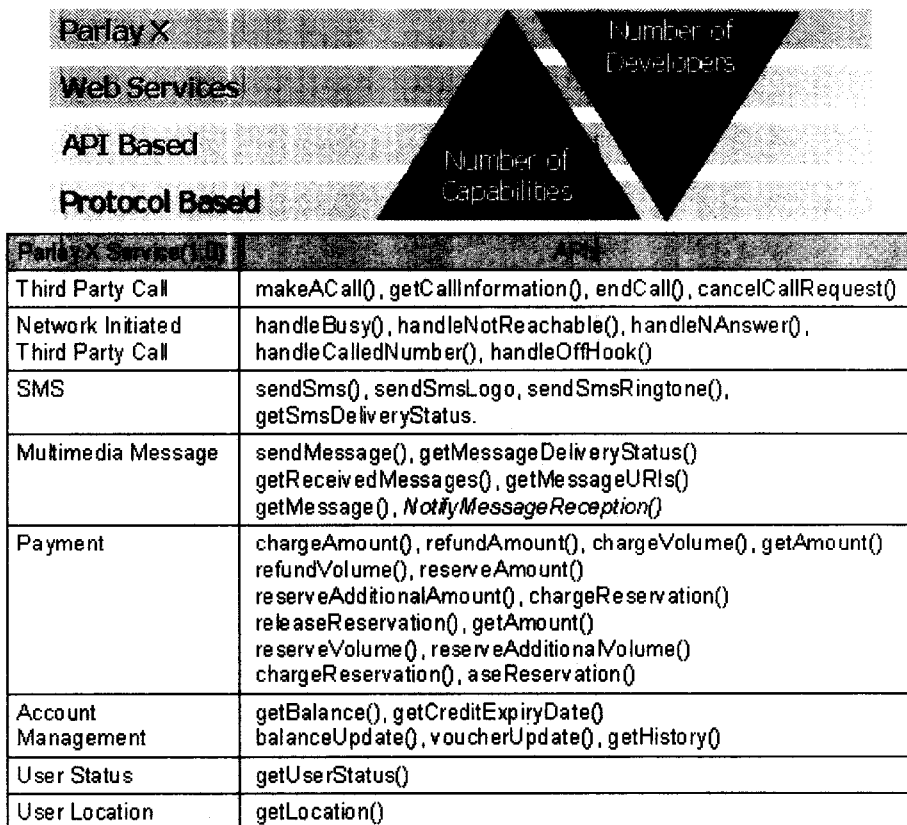 Parlay X
Number of
Developers
Web Services
API Based
Number of
Capabilities
Protocol Based
Parlay X Service(1.0)
APIs
Third Party Call
makeACall(), getCallInformation(), endCall(), cancelCallRequest()
Network Initiated
Third Party Call
handleBusy(), handleNotReachable(), handleNAnswer(),
handleCalledNumber(), handleOffHook()
SMS
sendSms(), sendSmsLogo, sendSmsRingtone(),
getSmsDeliveryStatus.
Multimedia Message
sendMessage(), getMessageDeliveryStatus()
getReceivedMessages(), getMessageURIs()
getMessage(), NotifyMessageReception()
Payment
chargeAmount(), refundAmount(), chargeVolume(), getAmount()
refundVolume(), reserveAmount()
reserveAdditionalAmount(), chargeReservation()
releaseReservation(), getAmount()
reserveVolume(), reserveAdditionalVolume()
chargeReservation(), aseReservation()
Account
Management
getBalance(), getCreditExpiryDate()
balanceUpdate(), voucherUpdate(), getHistory()
User Status
getUserStatus()
User Location
getLocation()